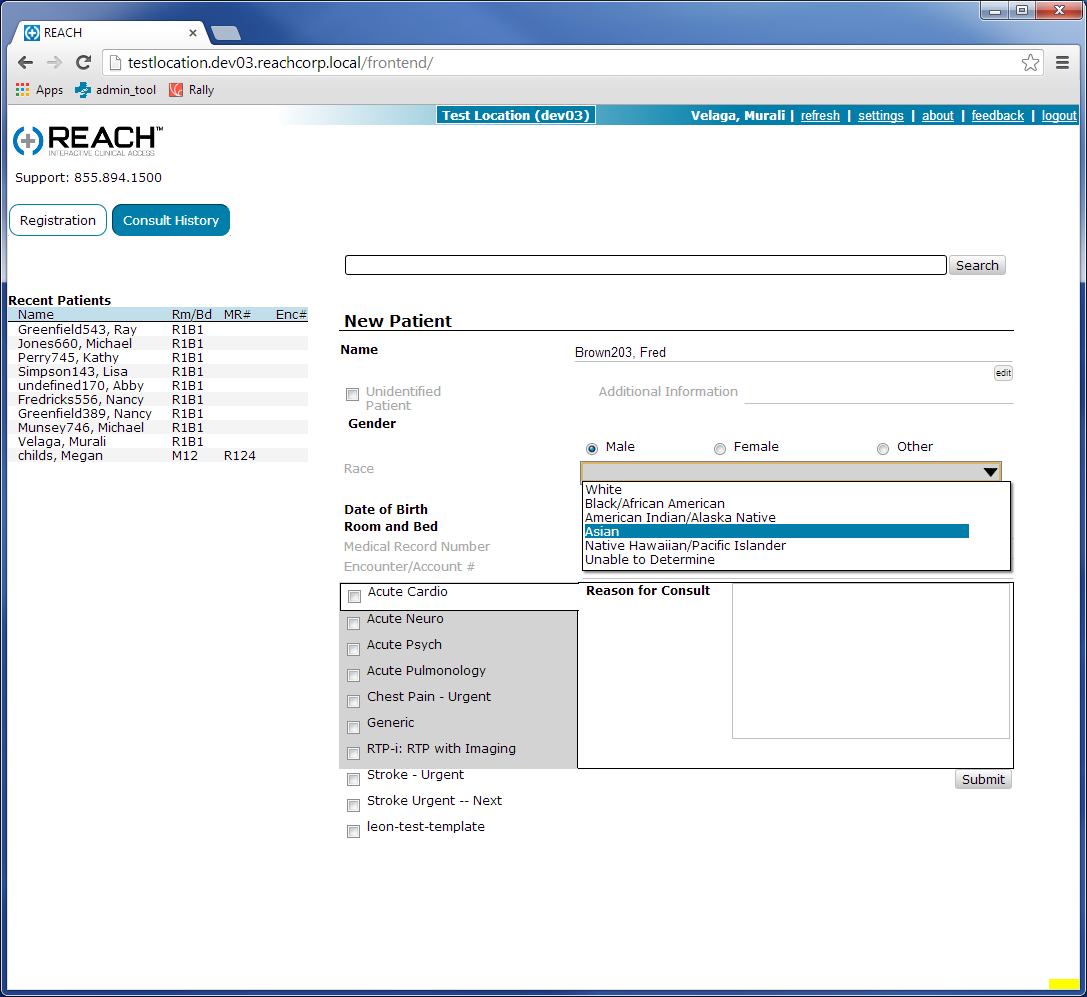 REACH
testlocation.dev03.reachcorp.local/frontend/
Apps admin_tool Rally
Test Location (dev03) Velaga, Murali | refresh | settings | about | feedback | logout
REACH™
INTERACTIVE CLINICAL ACCESS
Support: 855.894.1500
Registration Consult History
Search
Recent Patients
Name Rm/Bd MR# Enc#
Greenfield543, Ray R1B1
Jones660, Michael R1B1
Perry745, Kathy R1B1
Simpson143, Lisa R1B1
undefined170, Abby R1B1
Fredricks556, Nancy R1B1
Greenfield389, Nancy R1B1
Munsey746, Michael R1B1
Velaga, Murali R1B1
childs, Megan M12 R124
New Patient
Name Brown203, Fred
edit
Unidentified
Patient
Additional Information
Gender
Male Female Other
Race
White
Black/African American
American Indian/Alaska Native
Asian
Native Hawaiian/Pacific Islander
Unable to Determine
Date of Birth
Room and Bed
Medical Record Number
Encounter/Account #
Acute Cardio
Acute Neuro
Acute Psych
Acute Pulmonology
Chest Pain - Urgent
Generic
RTP-i: RTP with Imaging
Stroke - Urgent
Stroke Urgent -- Next
leon-test-template
Reason for Consult
Submit